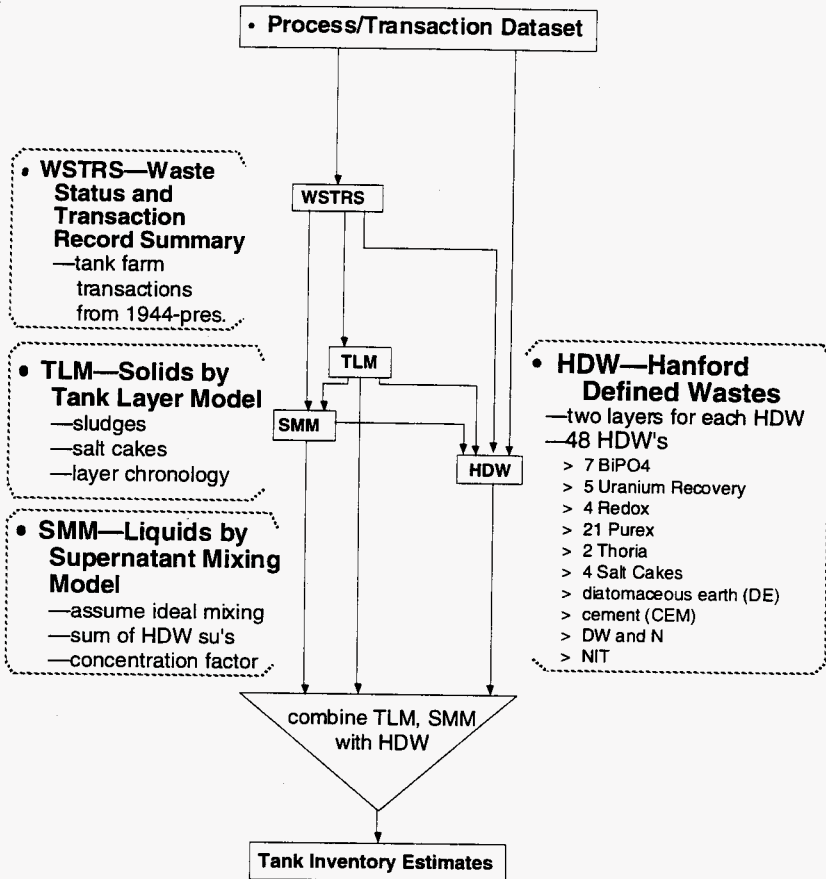 • Process/Transaction Dataset
• WSTRS—Waste
Status and
Transaction
Record Summary
—tank farm
transactions
from 1944-pres.
WSTRS
• TLM—Solids by
Tank Layer Model
—sludges
—salt cakes
—layer chronology
TLM
SMM
HDW
• HDW—Hanford
Defined Wastes
—two layers for each HDW
—48 HDW's
> 7 BiPO4
> 5 Uranium Recovery
> 4 Redox
> 21 Purex
> 2 Thoria
> 4 Salt Cakes
> diatomaceous earth (DE)
> cement (CEM)
> DW and N
> NIT
• SMM—Liquids by
Supernatant Mixing
Model
—assume ideal mixing
—sum of HDW su's
—concentration factor
combine TLM, SMM
with HDW
Tank Inventory Estimates